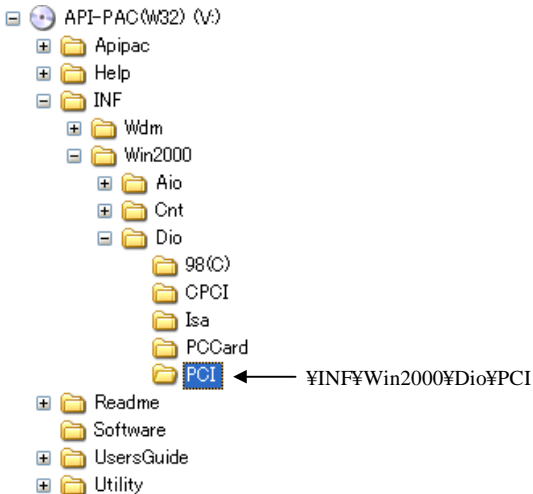 API-PAC(W32) (V:)
Apipac
Help
INF
Wdm
Win2000
Aio
Cnt
Dio
98(C)
CPCI
Isa
PCCard
PCI ¥INF¥Win2000¥Dio¥PCI
Readme
Software
UsersGuide
Utility